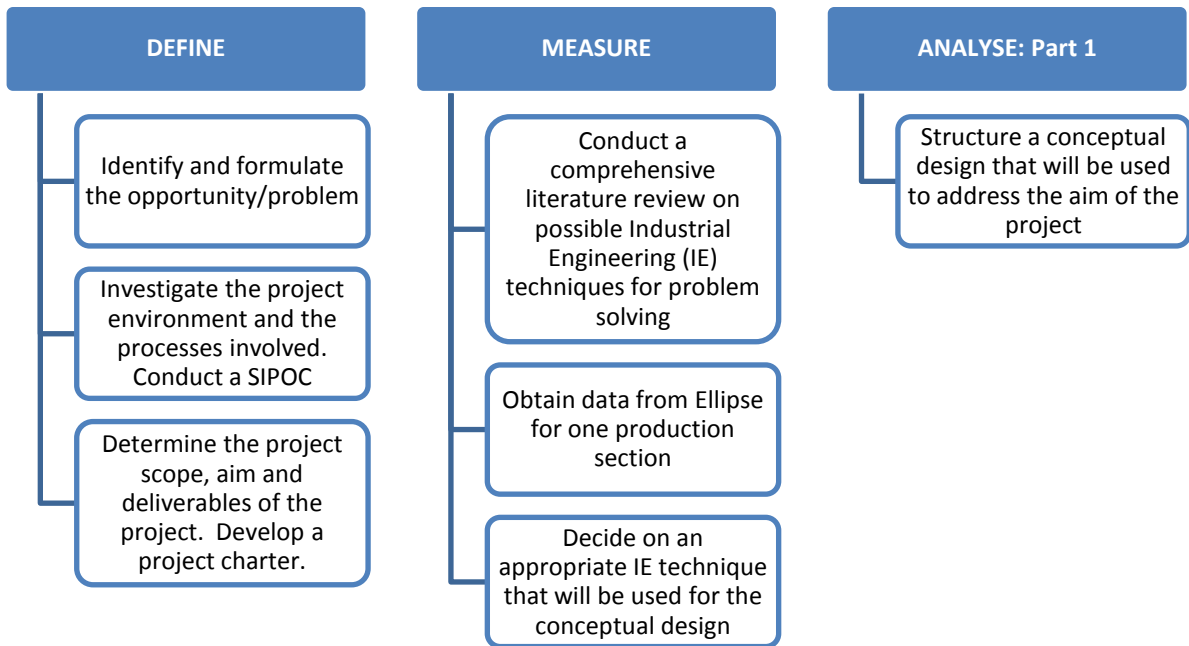 DEFINE
Identify and formulate
the opportunity/problem
Investigate the project
environment and the
processes involved.
Conduct a SIPOC
Determine the project
scope, aim and
deliverables of the
project.  Develop a
project charter.
MEASURE
Conduct a
comprehensive
literature review on
possible Industrial
Engineering (IE)
techniques for problem
solving
Obtain data from Ellipse
for one production
section
Decide on an
appropriate IE technique
that will be used for the
conceptual design
ANALYSE: Part 1
Structure a conceptual
design that will be used
to address the aim of the
project